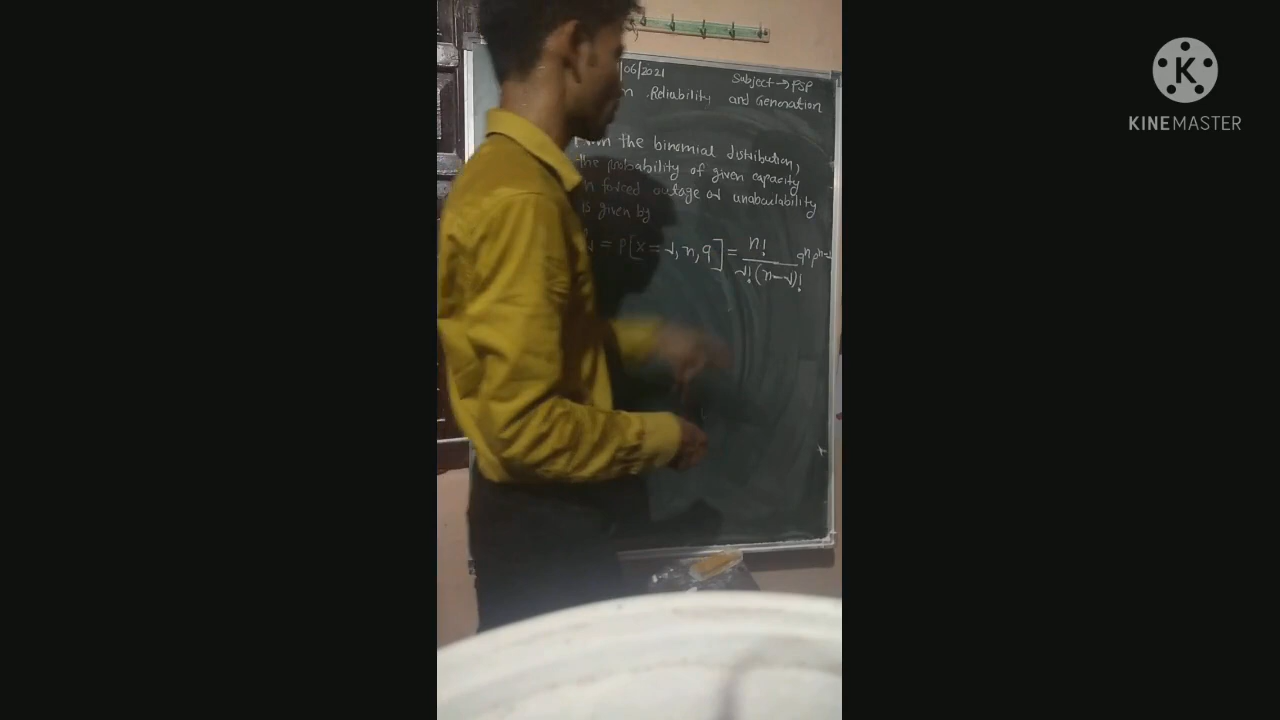 /06/2021 Subject → PSP
Reliability and Generation
the binomial distribution,
the probability of given capacity
forced outage or unabaulability
is given by
= P[x = r, n, q] = n! / r!(n-r)! q^n p^n-r
K
KINEMASTER